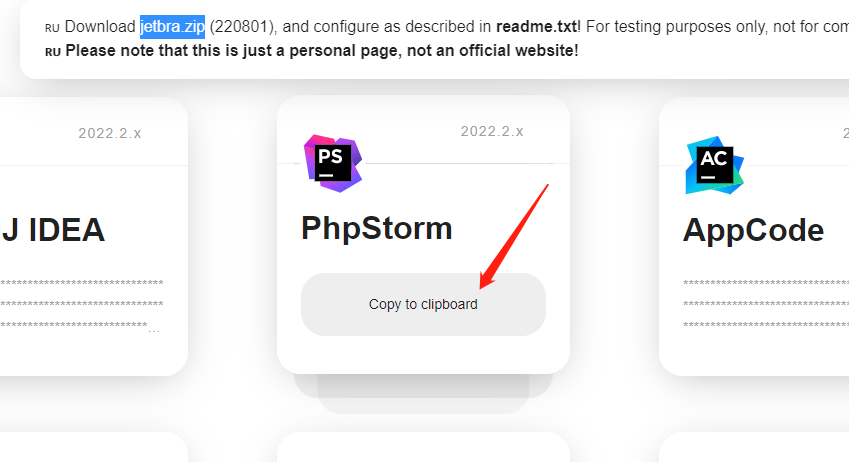 RU Download jetbra.zip (220801), and configure as described in readme.txt! For testing purposes only, not for com
RU Please note that this is just a personal page, not an official website!
2022.2.x
J IDEA
*******************************
*******************************
****************************…
2022.2.x
PS
PhpStorm
Copy to clipboard
2
AC
AppCode
*******************************
*******************************
*******************************